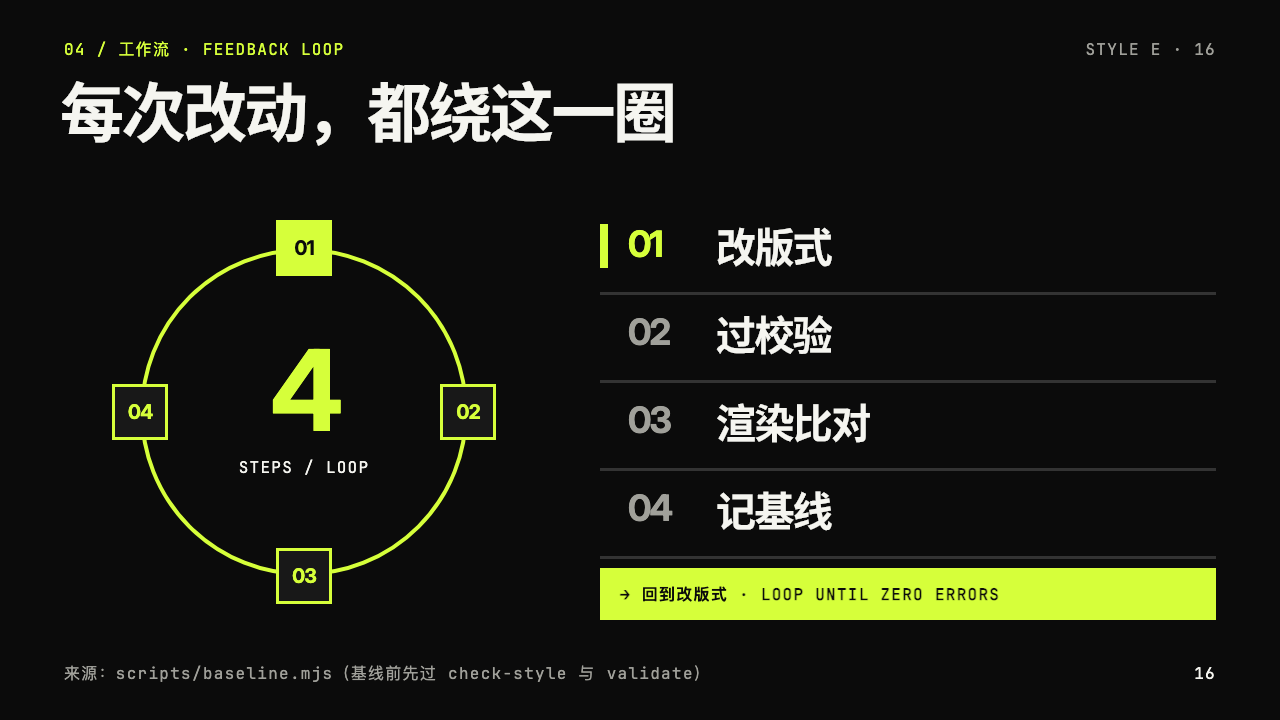 04 / 工作流 · FEEDBACK LOOP
STYLE E · 16
每次改动，都绕这一圈
01
04
02
4
STEPS / LOOP
03
01 改版式
02 过校验
03 渲染比对
04 记基线
→ 回到改版式 · LOOP UNTIL ZERO ERRORS
来源：scripts/baseline.mjs（基线前先过 check-style 与 validate）
16